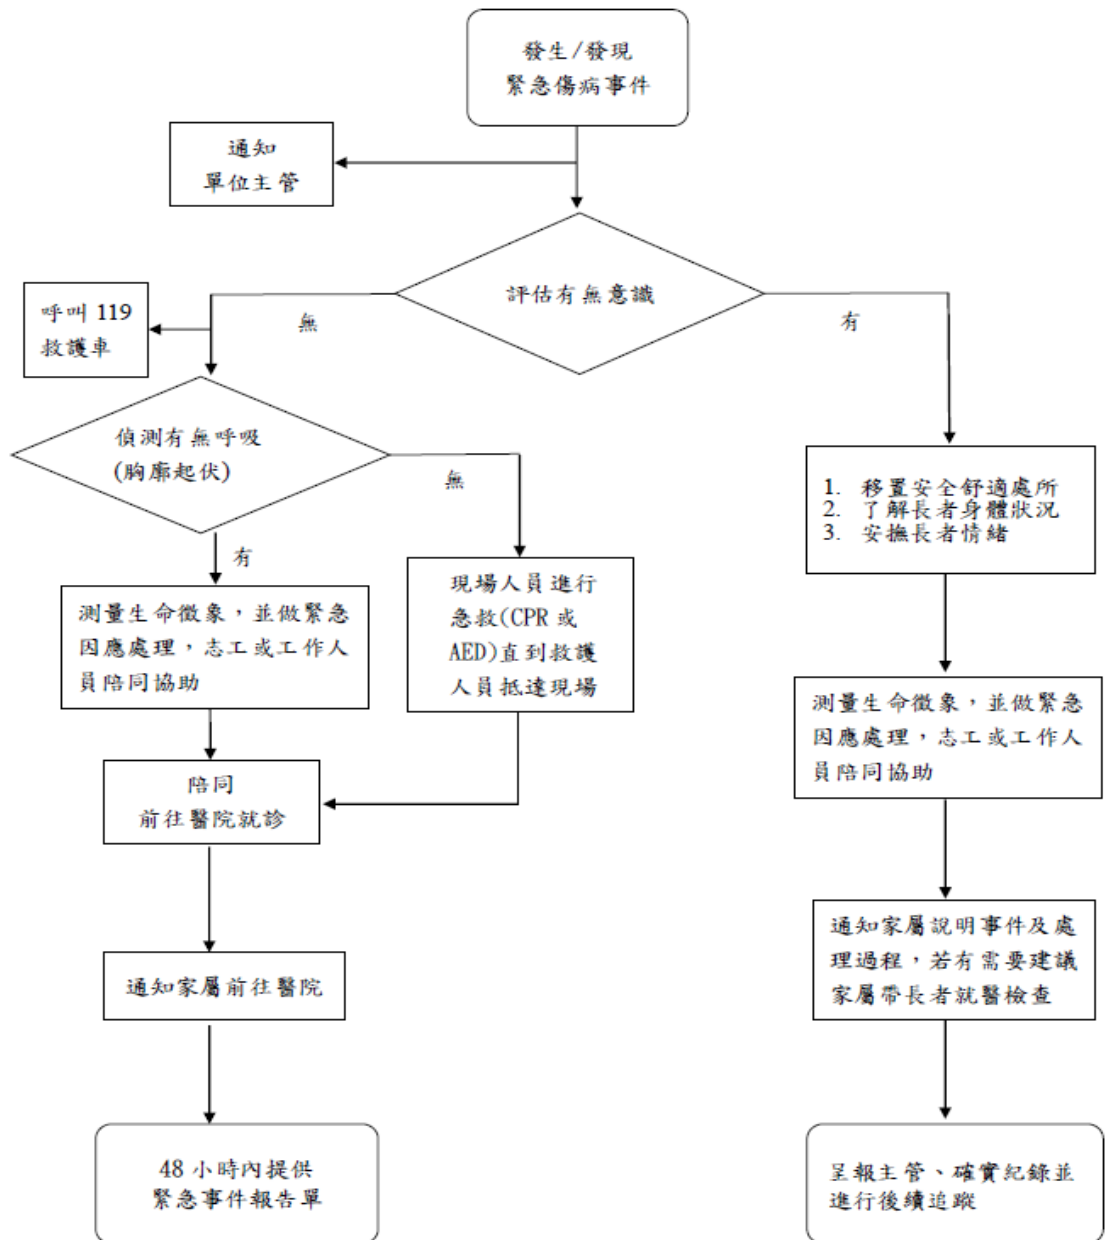 發生/發現
緊急傷病事件
通知
單位主管
評估有無意識
呼叫 119
救護車
無
有
偵測有無呼吸
(胸廓起伏)
無
有
1. 移置安全舒適處所
2. 了解長者身體狀況
3. 安撫長者情緒
測量生命徵象，並做緊急
因應處理，志工或工作人
員陪同協助
現場人員進行
急救(CPR 或
AED)直到救護
人員抵達現場
測量生命徵象，並做緊急
因應處理，志工或工作人
員陪同協助
陪同
前往醫院就診
通知家屬說明事件及處
理過程，若有需要建議
家屬帶長者就醫檢查
通知家屬前往醫院
48 小時內提供
緊急事件報告單
呈報主管、確實紀錄並
進行後續追蹤